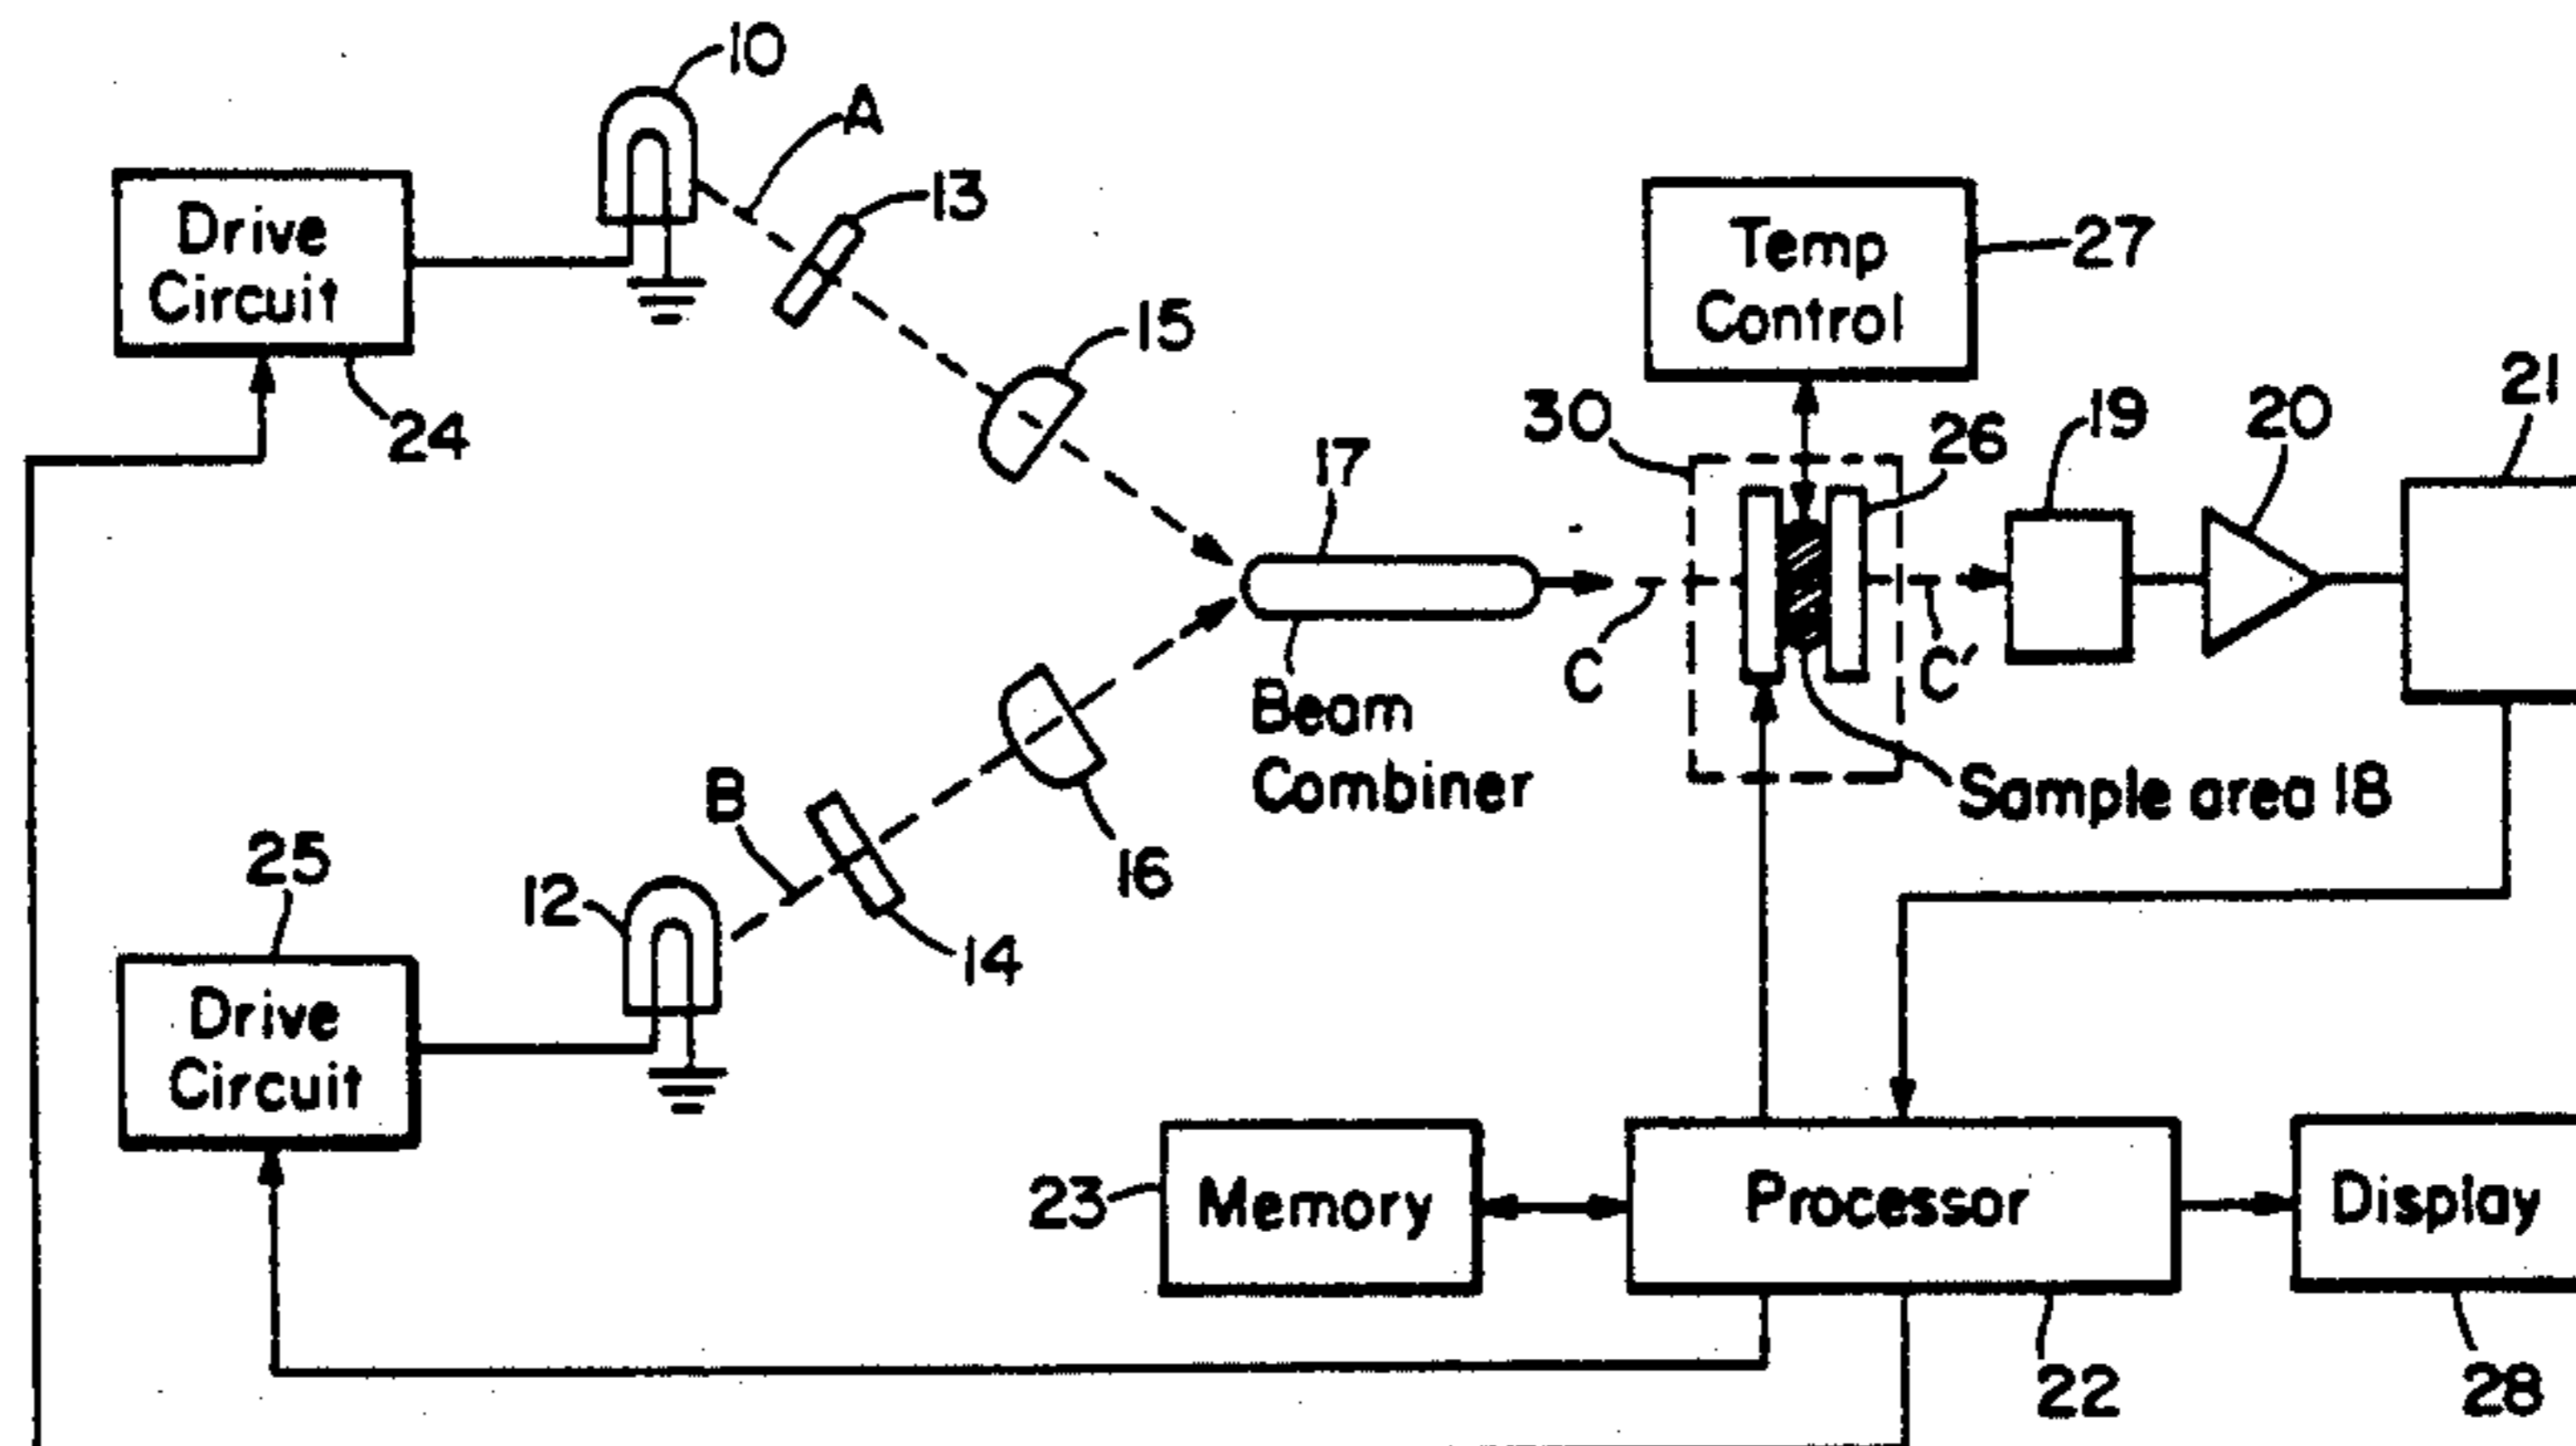 10
A
13
Drive
Circuit
24
15
Temp
Control
27
30
26
19
20
21
17
C
C'
Beam
Combiner
Sample area 18
16
B
14
12
25
Drive
Circuit
23
Memory
Processor
Display
22
28